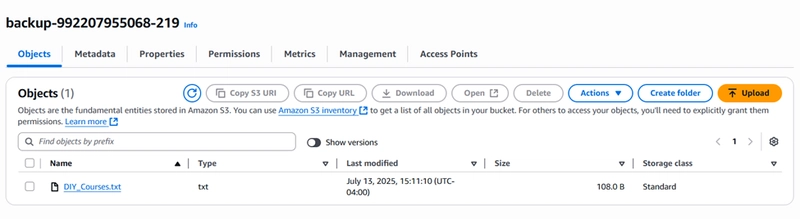 backup-992207955068-219 Info
Objects Metadata Properties Permissions Metrics Management Access Points
Objects (1) Copy S3 URI Copy URL Download Open Delete Actions Create folder Upload
Objects are the fundamental entities stored in Amazon S3. You can use Amazon S3 inventory to get a list of all objects in your bucket. For others to access your objects, you'll need to explicitly grant them
permissions. Learn more
Find objects by prefix Show versions 1
Name Type Last modified Size Storage class
DIY_Courses.txt txt July 13, 2025, 15:11:10 (UTC-
04:00) 108.0 B Standard